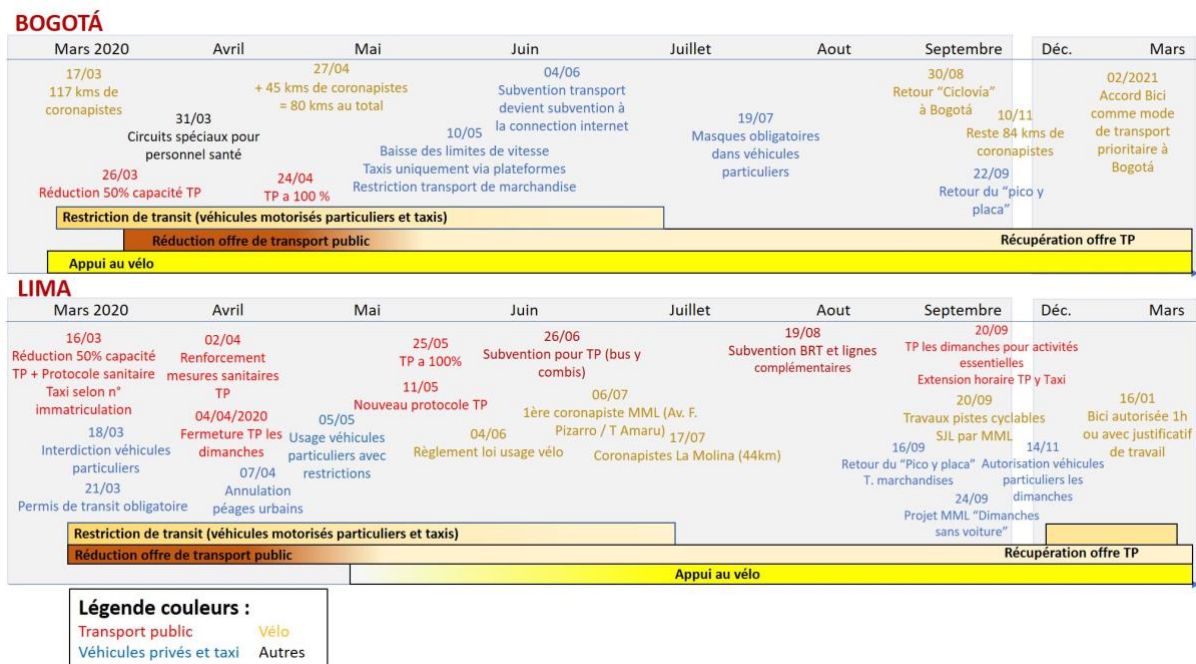 BOGOTÁ
Mars 2020 Avril Mai Juin Juillet Aout Septembre Déc. Mars
17/03
117 kms de
coronapistes
31/03
Circuits spéciaux pour
personnel santé
26/03
Réduction 50% capacité TP
27/04
+ 45 kms de coronapistes
= 80 kms au total
24/04
TP a 100 %
10/05
Baisse des limites de vitesse
Taxis uniquement via plateformes
Restriction transport de marchandise
04/06
Subvention transport
devient subvention à
la connection internet
19/07
Masques obligatoires
dans véhicules
particuliers
30/08
Retour “Ciclovía”
à Bogotá
10/11
Reste 84 kms de
coronapistes
22/09
Retour du “pico y
placa”
02/2021
Accord Bici
comme mode
de transport
prioritaire à
Bogotá
Restriction de transit (véhicules motorisés particuliers et taxis)
Réduction offre de transport public Récupération offre TP
Appui au vélo
LIMA
Mars 2020 Avril Mai Juin Juillet Aout Septembre Déc. Mars
16/03
Réduction 50% capacité
TP + Protocole sanitaire
Taxi selon n°
immatriculation
18/03
Interdiction véhicules
particuliers
21/03
Permis de transit obligatoire
02/04
Renforcement
mesures sanitaires
TP
04/04/2020
Fermeture TP les
dimanches
07/04
Annulation
péages urbains
25/05
TP a 100%
11/05
Nouveau protocole TP
05/05
Usage véhicules
particuliers avec
restrictions
26/06
Subvention pour TP (bus y
combis)
06/07
1ère coronapiste MML (Av. F.
Pizarro / T Amaru)
04/06
Règlement loi usage vélo
17/07
Coronapistes La Molina (44km)
19/08
Subvention BRT et lignes
complémentaires
20/09
TP les dimanches pour activités
essentielles
Extension horaire TP y Taxi
20/09
Travaux pistes cyclables
SJL par MML
16/09
Retour du “Pico y placa”
T. marchandises
14/11
Autorisation véhicules
particuliers les
dimanches
24/09
Projet MML “Dimanches
sans voiture”
16/01
Bici autorisée 1h
ou avec justificatif
de travail
Restriction de transit (véhicules motorisés particuliers et taxis)
Réduction offre de transport public Récupération offre TP
Appui au vélo
Légende couleurs :
Transport public Vélo
Véhicules privés et taxi Autres